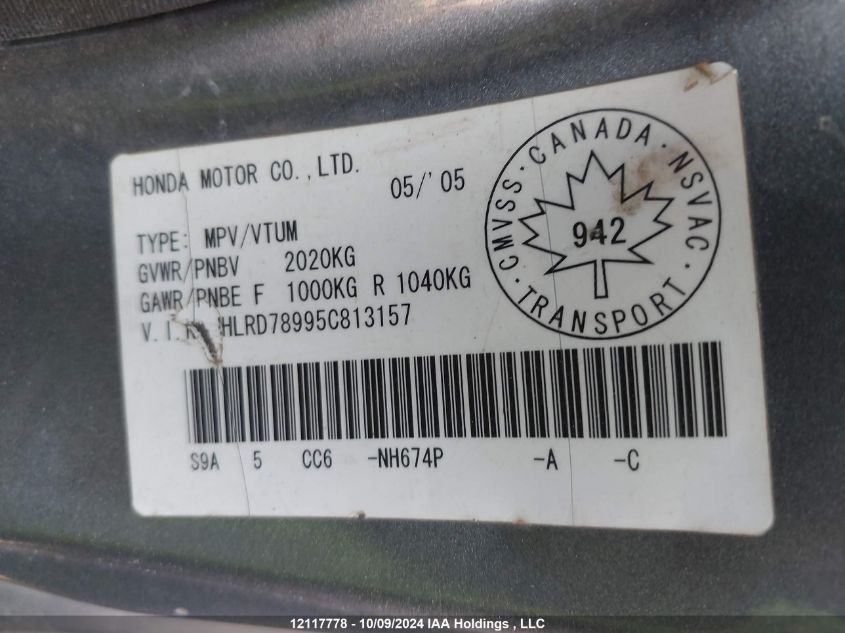 HONDA MOTOR CO.,LTD.
05/'05
TYPE: MPV/VTUM
GVWR/PNBV 2020KG
GAWR/PNBE F 1000KG R 1040KG
V.I. HLRD78995C813157
S9A 5 CC6 -NH674P -A -C
CMVSS · CANADA · NSVAC
942
· TRANSPORT ·
12117778 - 10/09/2024 IAA Holdings , LLC